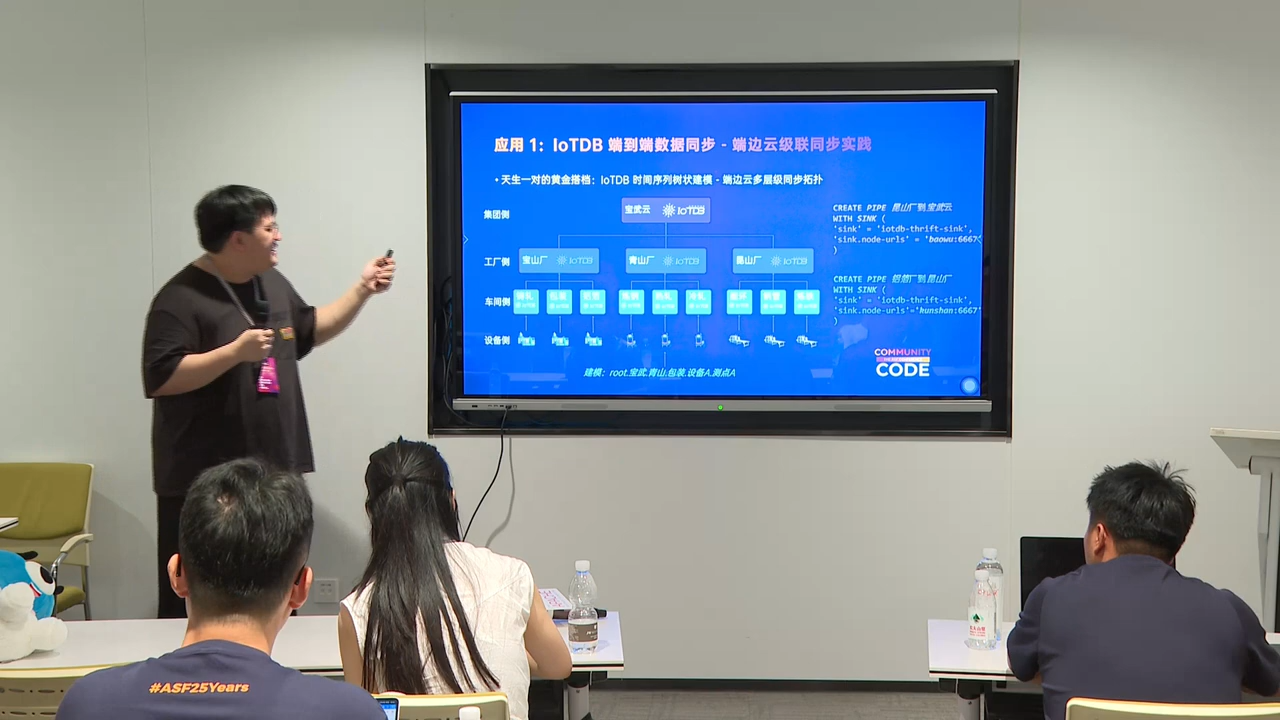 应用 1：IoTDB 端到端数据同步 - 端边云级联同步实践
• 天生一对的黄金搭档：IoTDB 时间序列树状建模 - 端边云多层级同步拓扑
集团侧
宝武云 IoTDB
工厂侧
宝山厂 IoTDB
青山厂 IoTDB
昆山厂 IoTDB
车间侧
设备侧
建模：root.宝武.青山.包装.设备A.测点A
CREATE PIPE 昆山厂到宝武云
WITH SINK (
'sink' = 'iotdb-thrift-sink',
'sink.node-urls' = 'baowu:6667'
)
CREATE PIPE 到昆山厂
WITH SINK (
'sink' = 'iotdb-thrift-sink',
'sink.node-urls'='kunshan:6667'
)
COMMUNITY
CODE
#ASF25Years